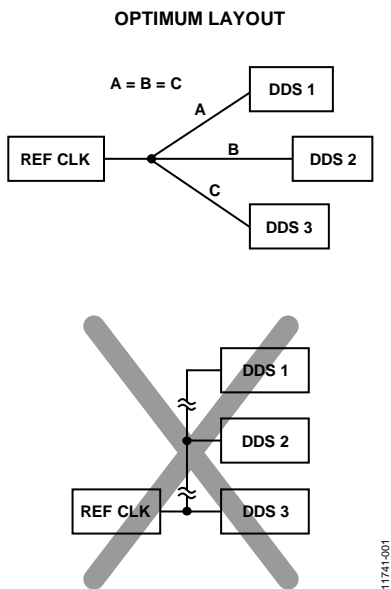 OPTIMUM LAYOUT
A = B = C
DDS 1
A
REF CLK
B
DDS 2
C
DDS 3
DDS 1
DDS 2
REF CLK
DDS 3
11741-001